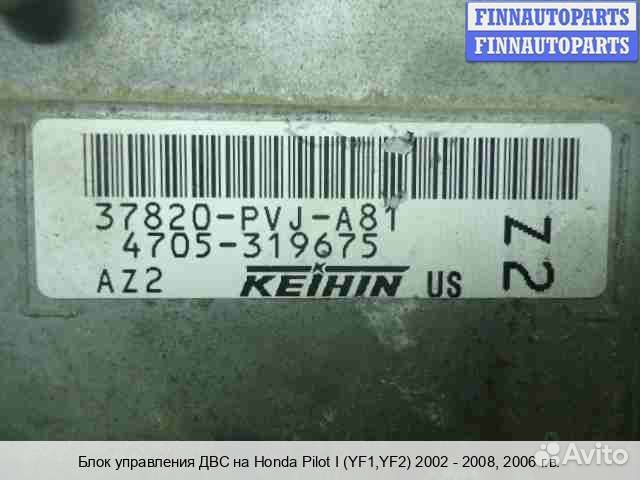 FINNAUTOPARTS
FINNAUTOPARTS
37820-PVJ-A81
4705-319675
AZ2
KEIHIN US
Z2
Блок управления ДВС на Honda Pilot I (YF1,YF2) 2002 - 2008, 2006 г.в.
Avito